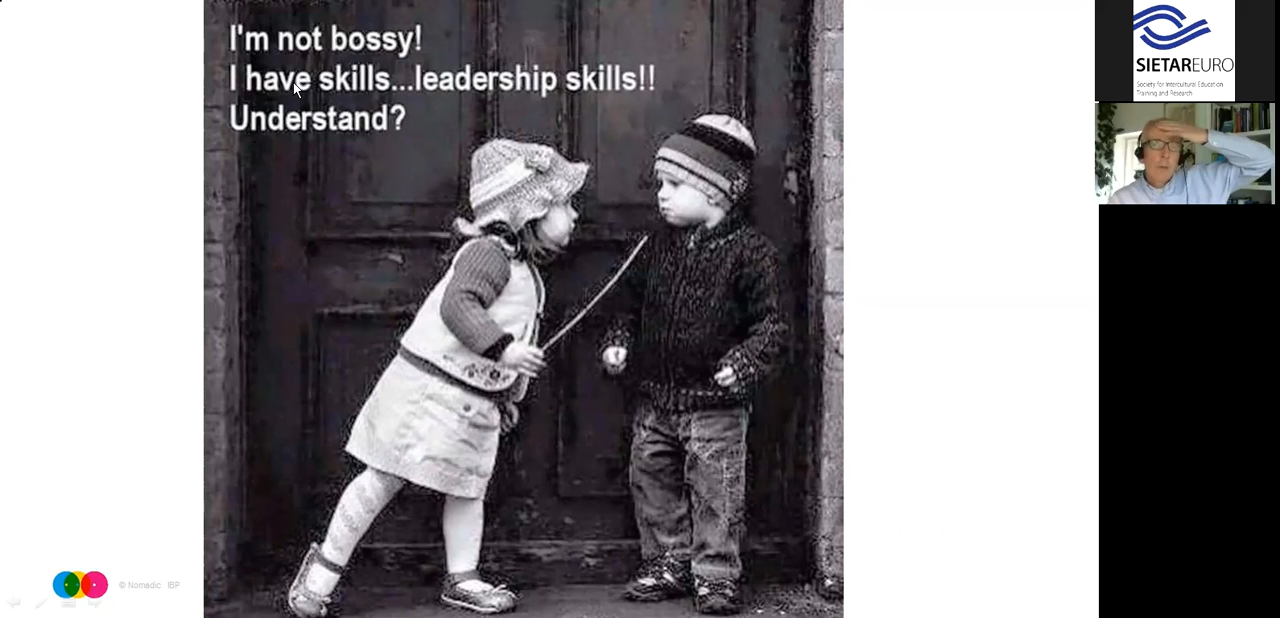 I'm not bossy!
I have skills...leadership skills!!
Understand?
SIETAREURO
Society for Intercultural Education
Training and Research
© Nomadic IBP